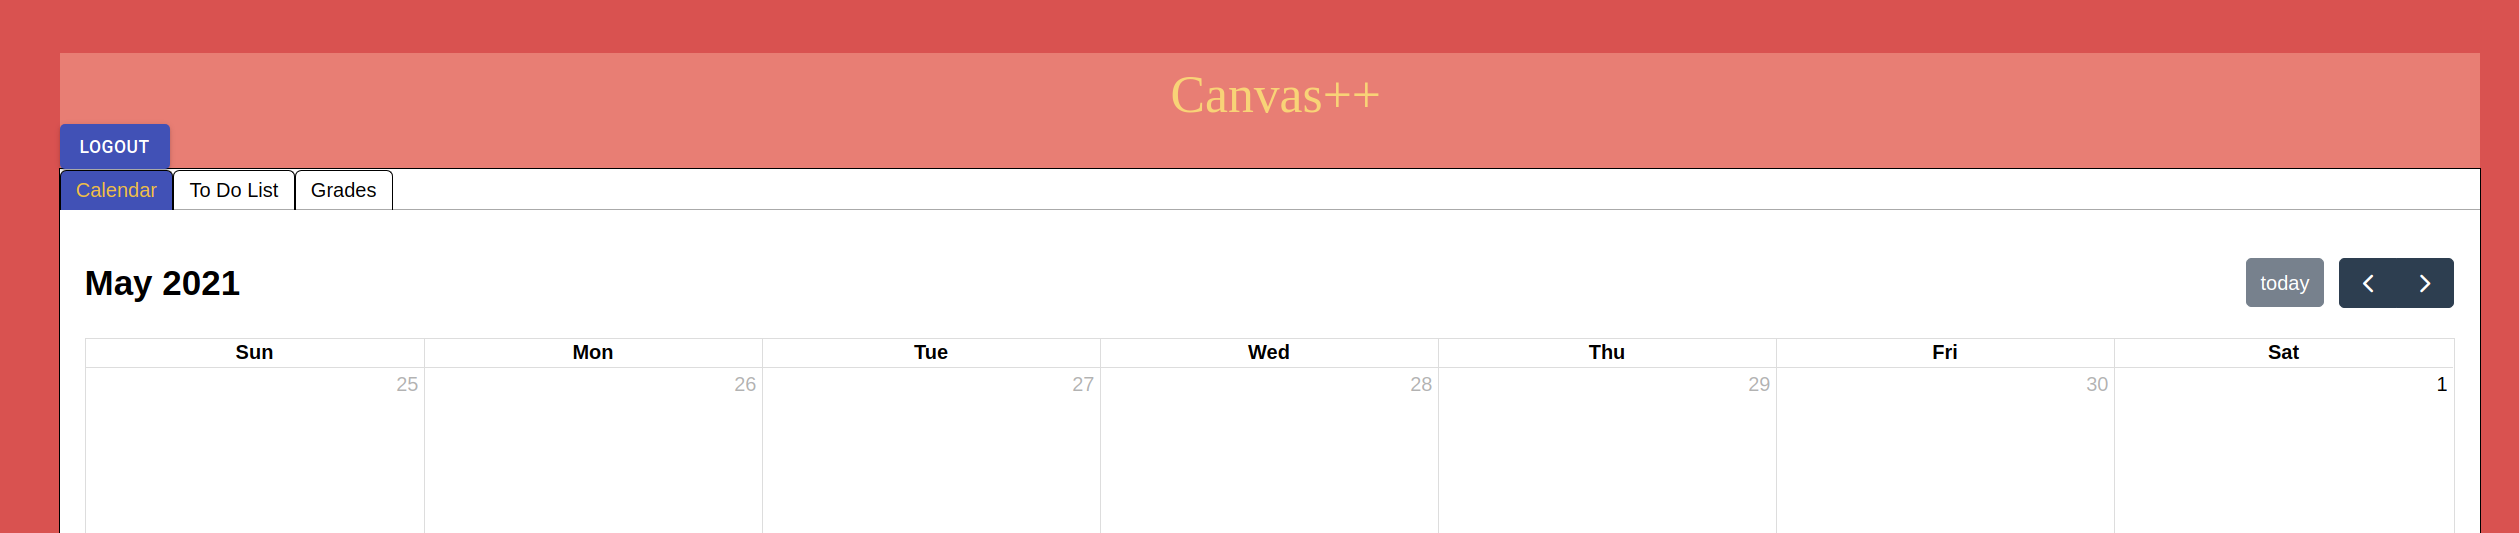 Canvas++
LOGOUT
Calendar To Do List Grades
May 2021 today
Sun Mon Tue Wed Thu Fri Sat
25 26 27 28 29 30 1